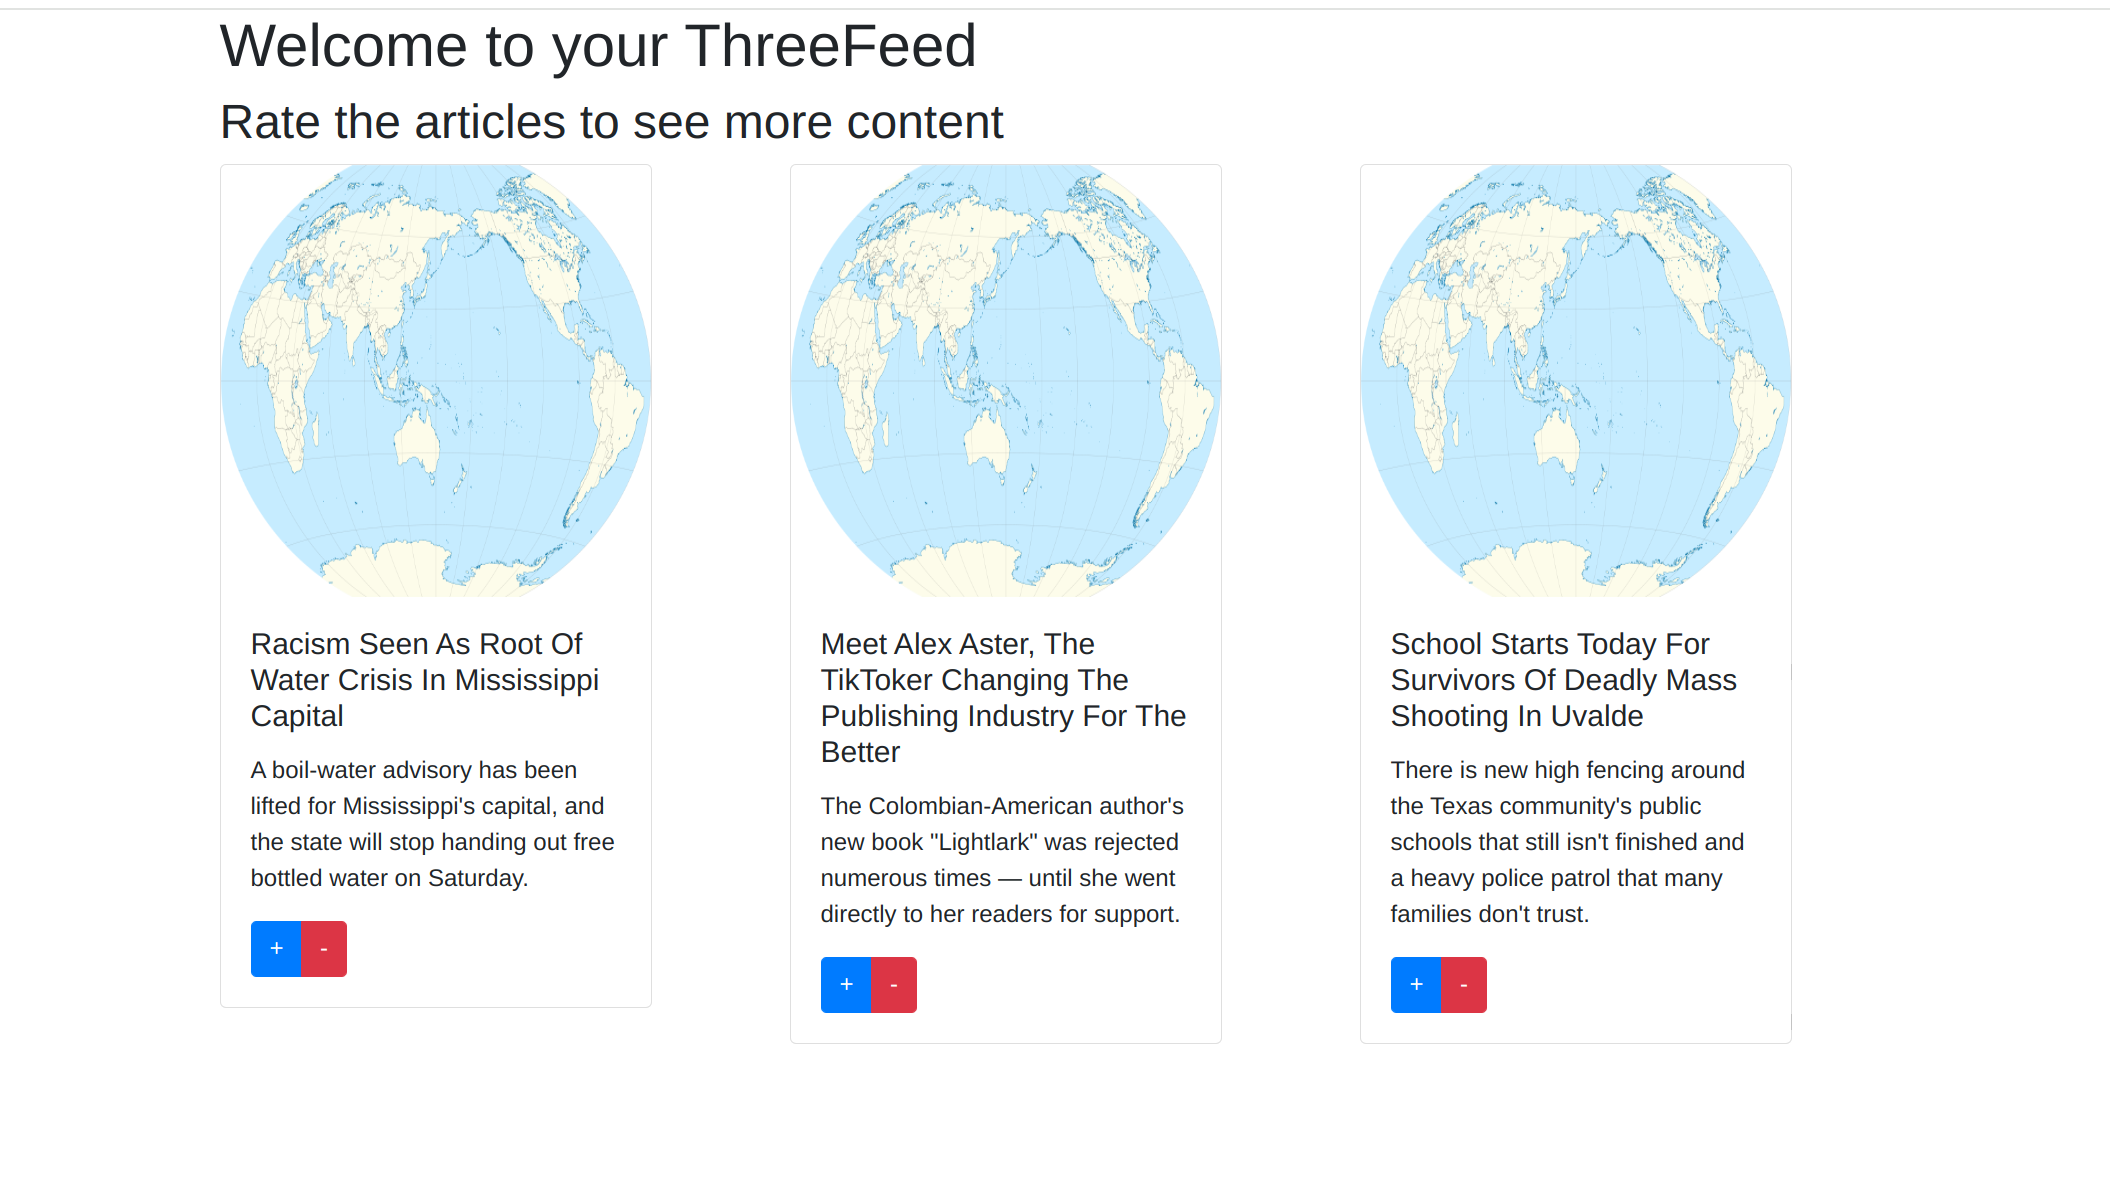 Welcome to your ThreeFeed
Rate the articles to see more content
Racism Seen As Root Of
Water Crisis In Mississippi
Capital
A boil-water advisory has been
lifted for Mississippi's capital, and
the state will stop handing out free
bottled water on Saturday.
+ -
Meet Alex Aster, The
TikToker Changing The
Publishing Industry For The
Better
The Colombian-American author's
new book "Lightlark" was rejected
numerous times — until she went
directly to her readers for support.
+ -
School Starts Today For
Survivors Of Deadly Mass
Shooting In Uvalde
There is new high fencing around
the Texas community's public
schools that still isn't finished and
a heavy police patrol that many
families don't trust.
+ -